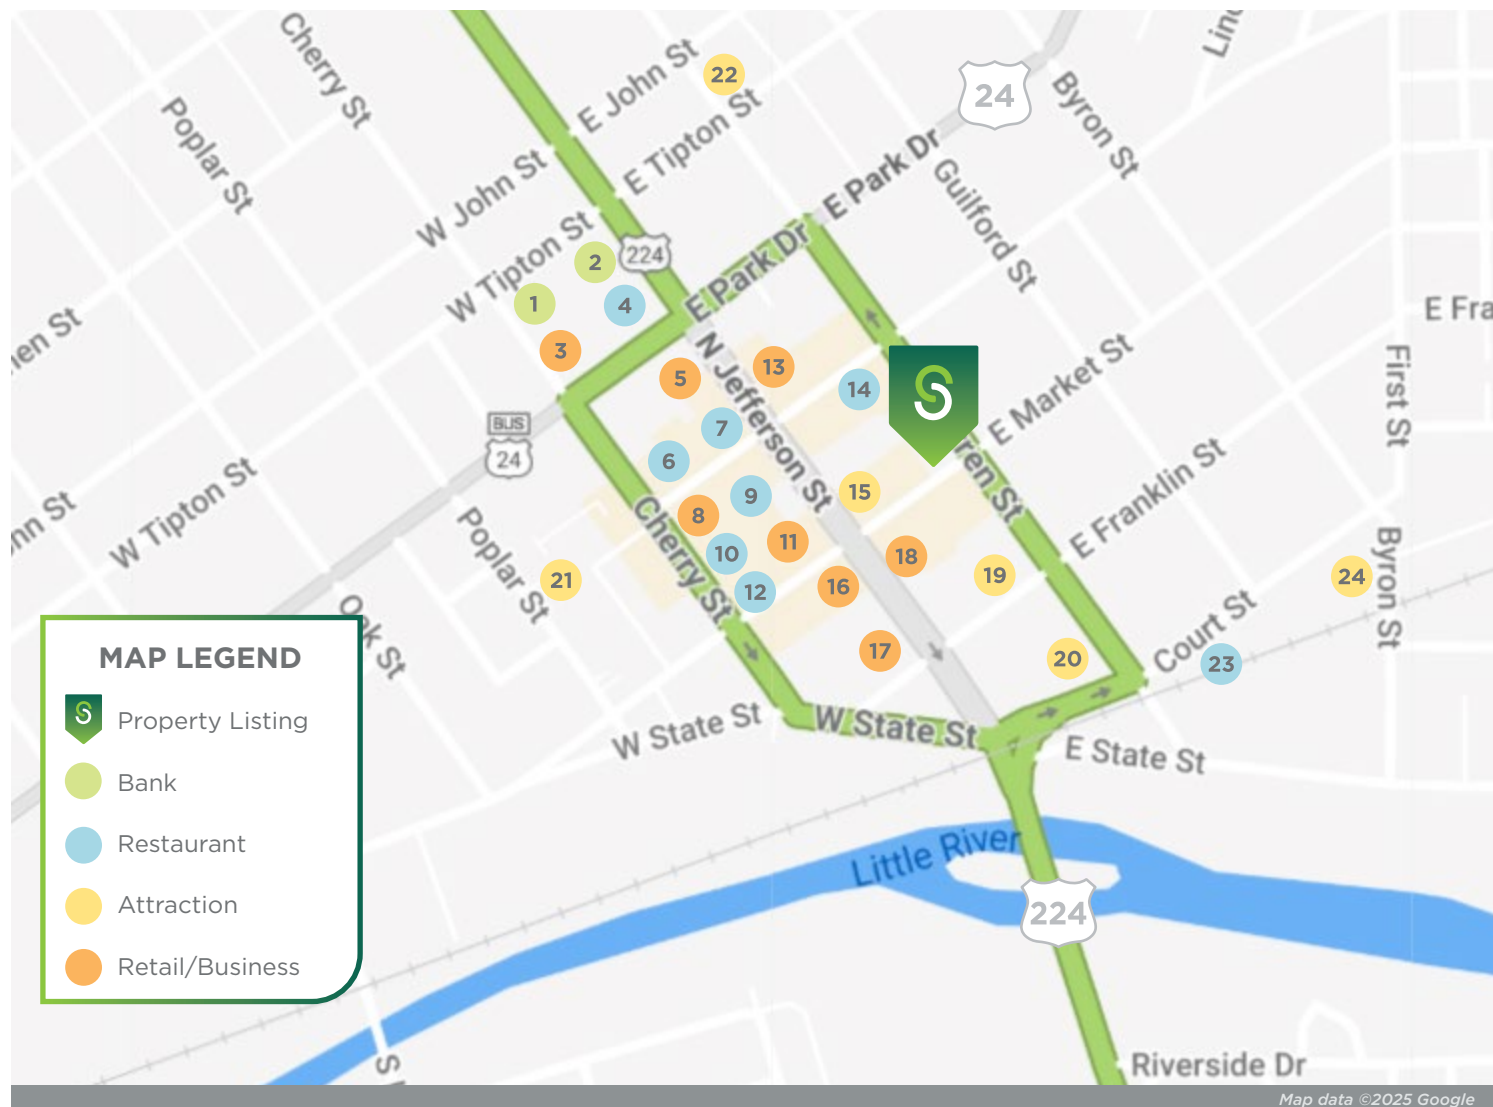 Cherry St
Poplar St
E John St
22
E Tipton St
24
Byron St
E Park Dr
Guilford St
W John St
W Tipton St
2
224
1
4
3
E Park Dr
N Jefferson St
5
13
14
7
6
E Market St
E Fra
First St
BUS
24
W Tipton St
9
15
8
11
10
18
12
16
Cherry St
ren St
E Franklin St
19
24
Byron St
Poplar St
21
17
20
Court St
23
Oak St
W State St
W State St
E State St
Little River
224
Riverside Dr
MAP LEGEND
Property Listing
Bank
Restaurant
Attraction
Retail/Business
Map data ©2025 Google